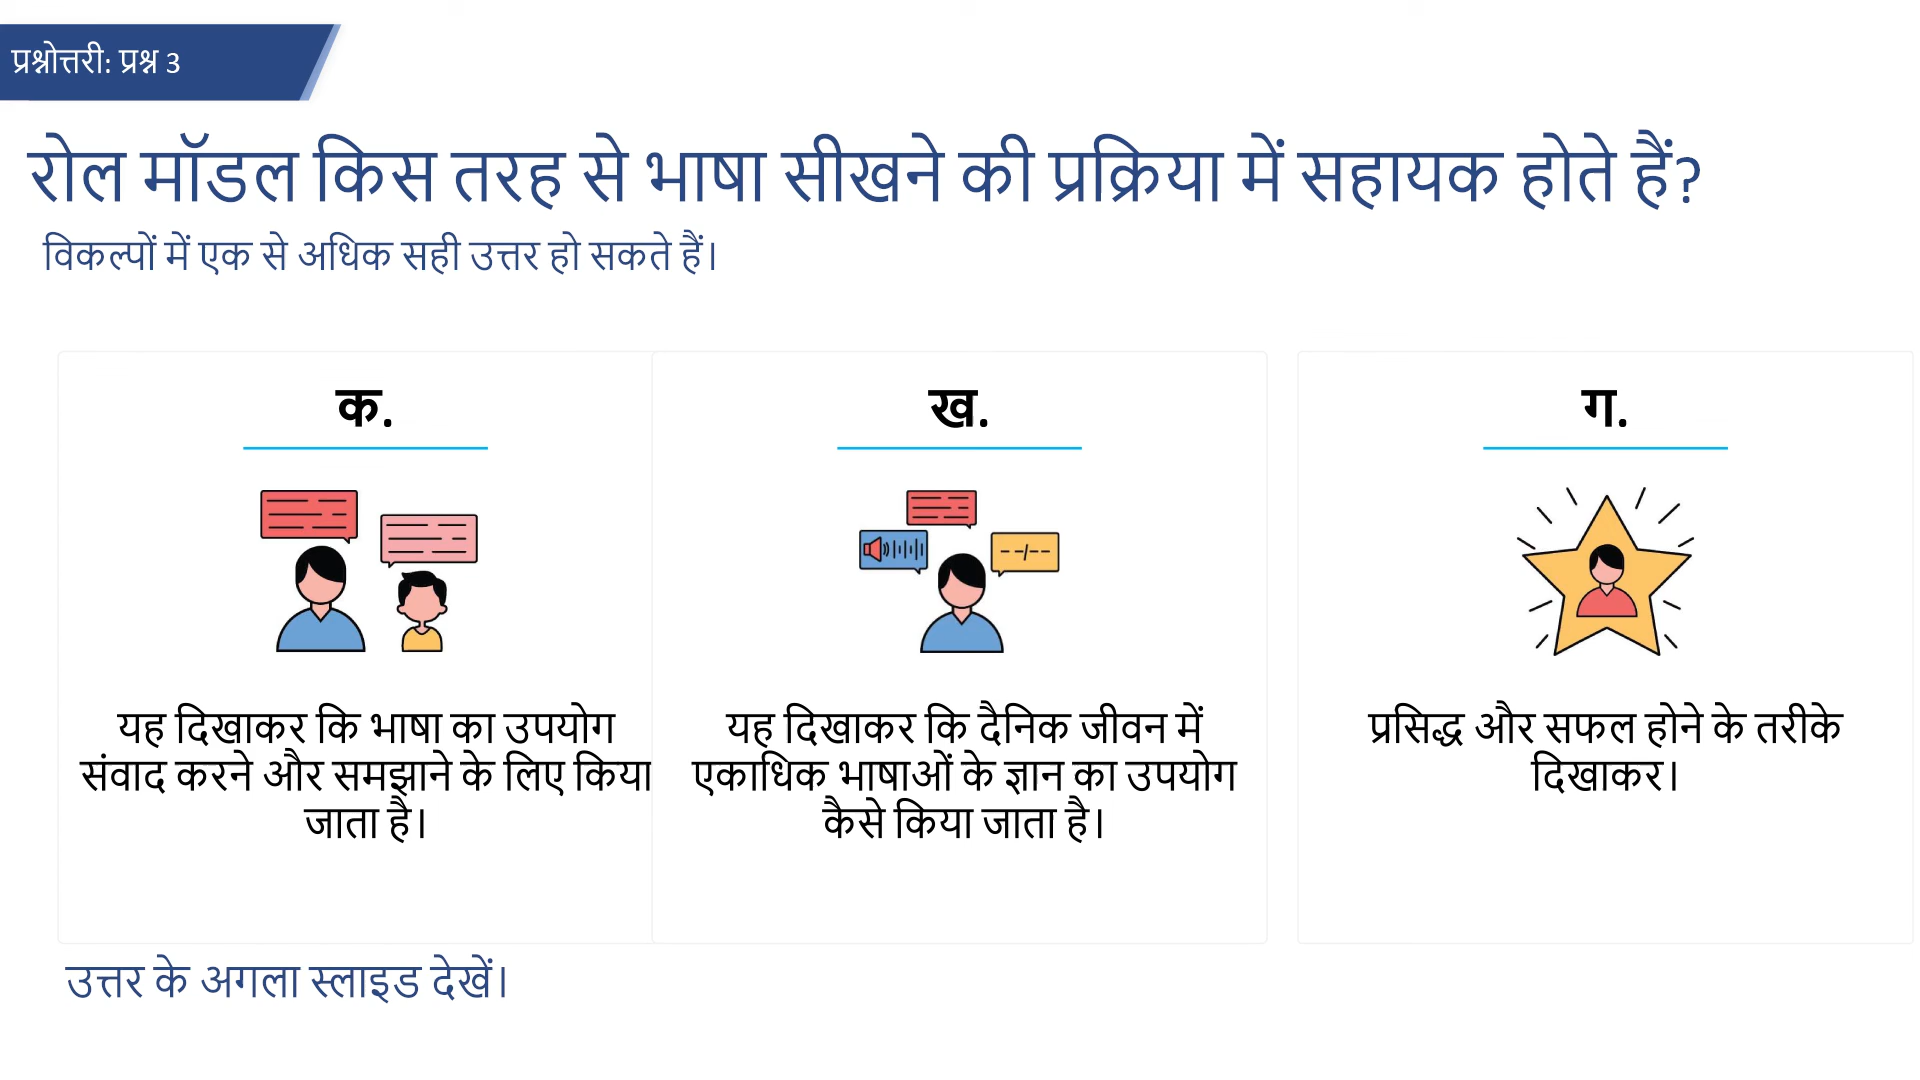 प्रश्नोत्तरी: प्रश्न 3
रोल मॉडल किस तरह से भाषा सीखने की प्रक्रिया में सहायक होते हैं?
विकल्पों में एक से अधिक सही उत्तर हो सकते हैं।
क.
यह दिखाकर कि भाषा का उपयोग
संवाद करने और समझाने के लिए किया
जाता है।
ख.
यह दिखाकर कि दैनिक जीवन में
एकाधिक भाषाओं के ज्ञान का उपयोग
कैसे किया जाता है।
ग.
प्रसिद्ध और सफल होने के तरीके
दिखाकर।
उत्तर के अगला स्लाइड देखें।